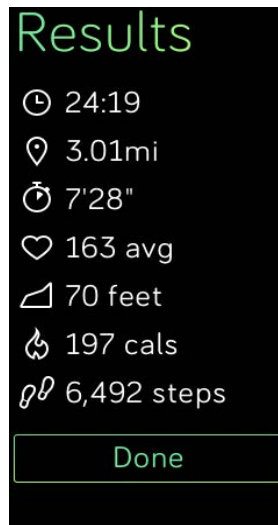 Results
24:19
3.01mi
7'28"
163 avg
70 feet
197 cals
6,492 steps
Done